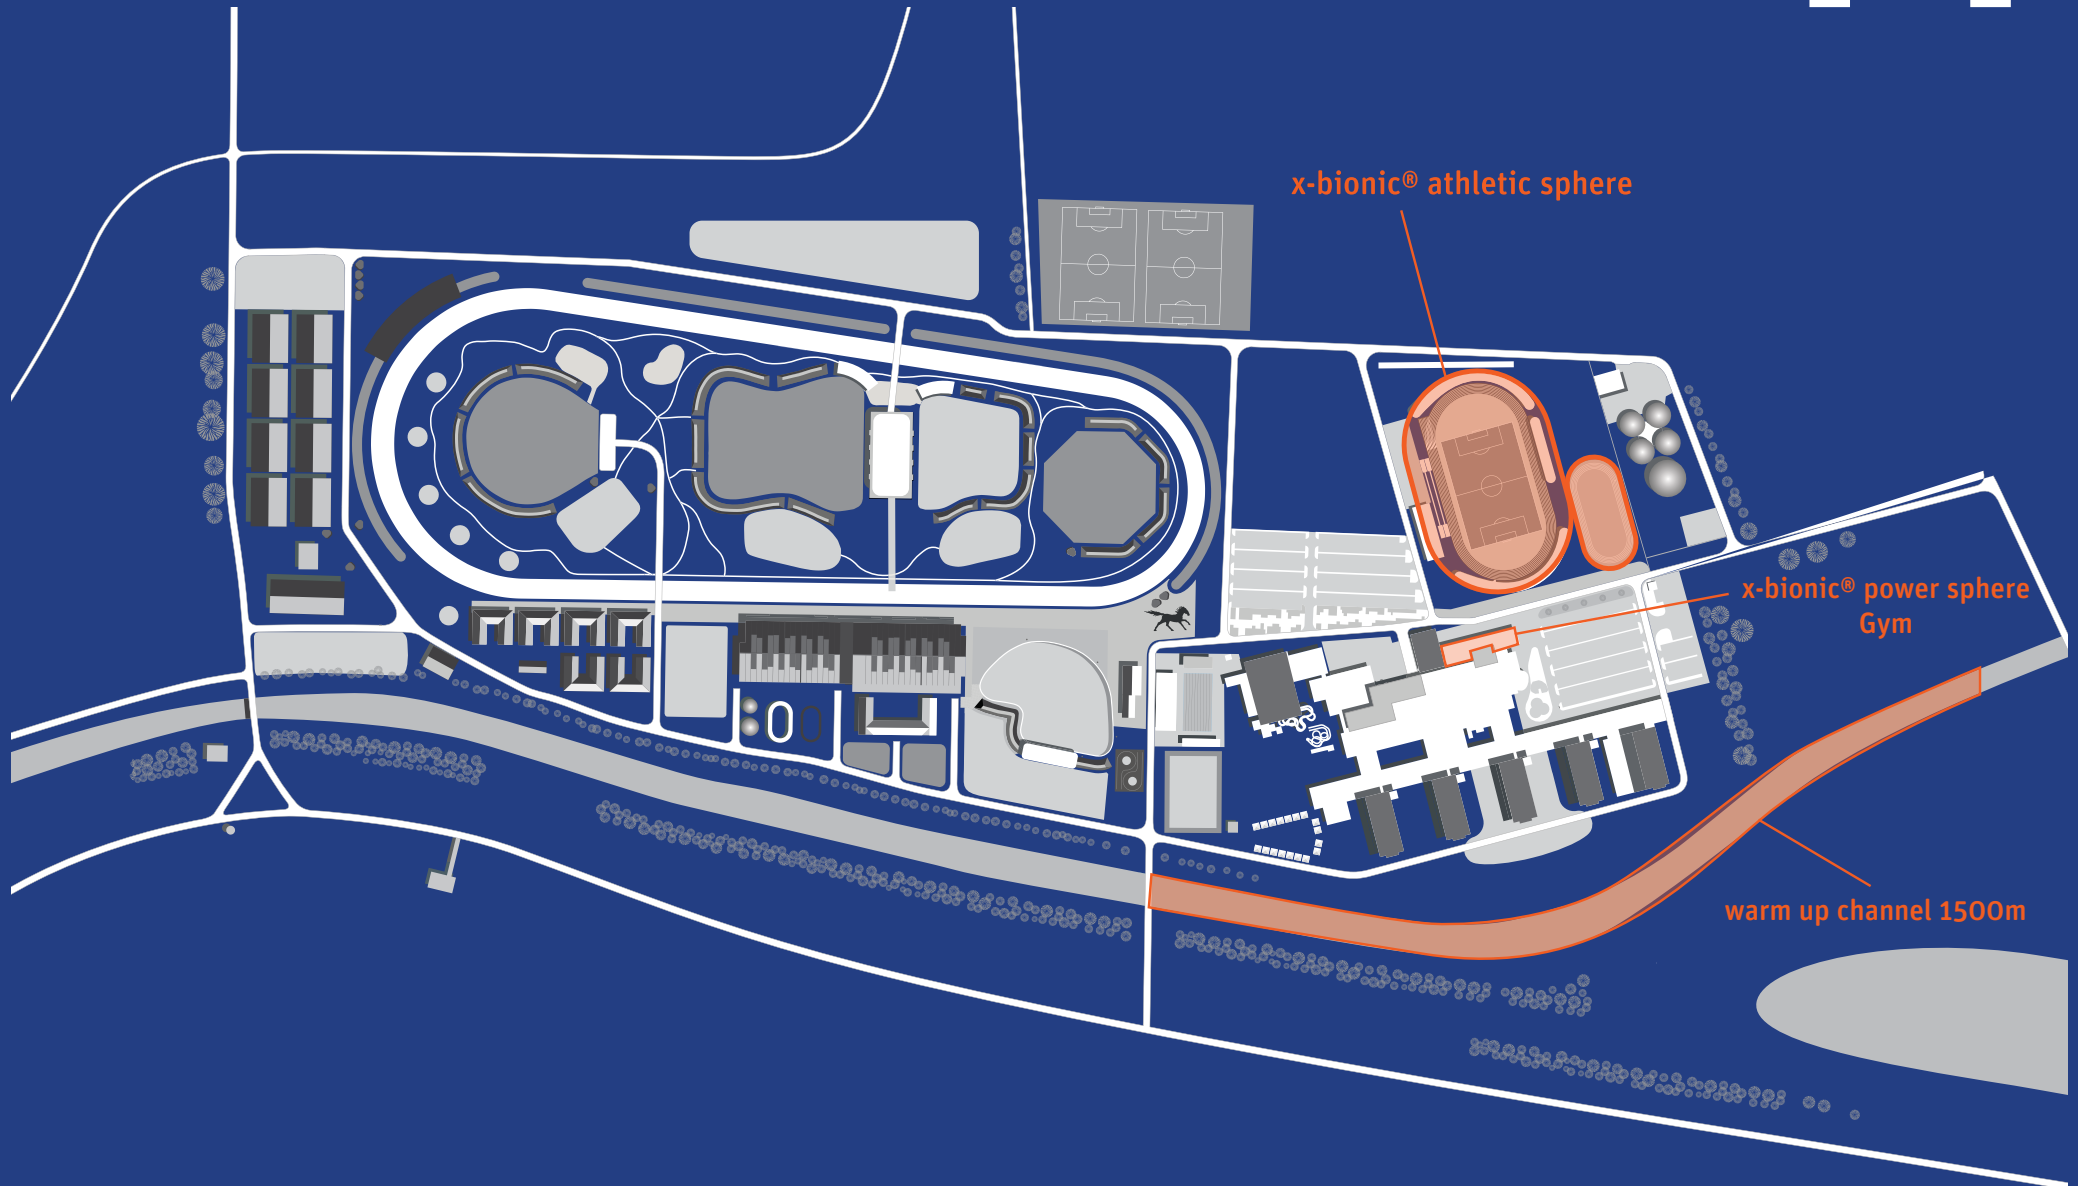 x-bionic® athletic sphere
x-bionic® power sphere
Gym
warm up channel 1500m